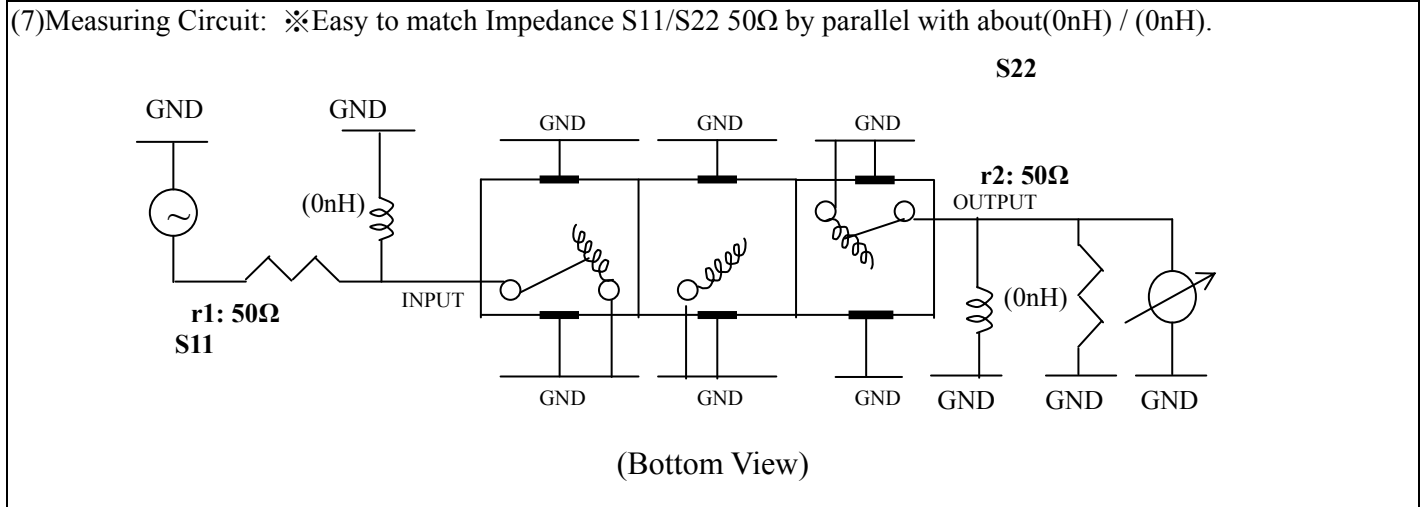 (7)Measuring Circuit: ※Easy to match Impedance S11/S22 50Ω by parallel with about(0nH) / (0nH).
S22
GND
GND
GND
GND
GND
r2: 50Ω
(0nH)
OUTPUT
INPUT
(0nH)
r1: 50Ω
S11
GND
GND
GND
GND
GND
GND
(Bottom View)